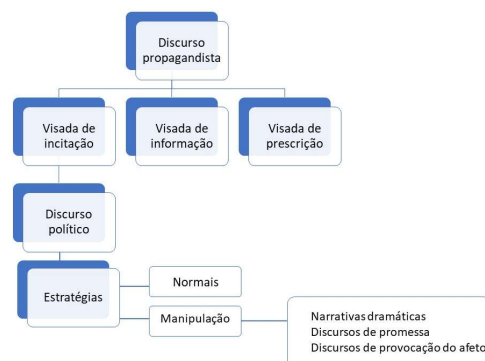 Discurso
propagandista
Visada de
incitação
Visada de
informação
Visada de
prescrição
Discurso
político
Estratégias
Normais
Manipulação
Narrativas dramáticas
Discursos de promessa
Discursos de provocação do afeto